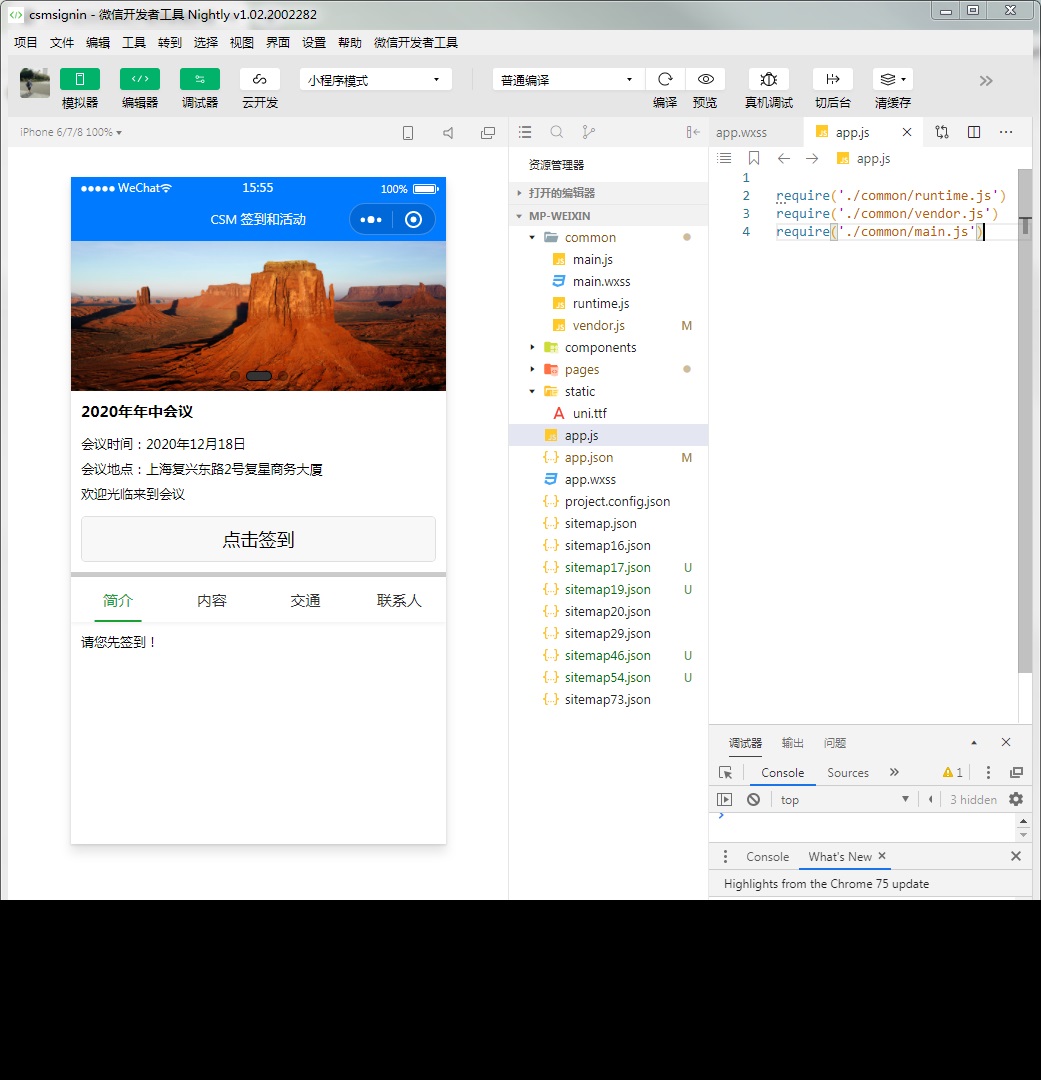 csmsignin - 微信开发者工具 Nightly v1.02.2002282
项目 文件 编辑 工具 转到 选择 视图 界面 设置 帮助 微信开发者工具
小程序模式 普通编译
模拟器 编辑器 调试器 云开发 编译 预览 真机调试 切后台 清缓存
iPhone 6/7/8 100%
WeChat 15:55 100%
CSM 签到和活动
2020年年中会议
会议时间：2020年12月18日
会议地点：上海复兴东路2号复星商务大厦
欢迎光临来到会议
点击签到
简介 内容 交通 联系人
请您先签到！
资源管理器
打开的编辑器
MP-WEIXIN
common
main.js
main.wxss
runtime.js
vendor.js M
components
pages
static
A uni.ttf
app.js
{..} app.json M
app.wxss
{..} project.config.json
{..} sitemap.json
{..} sitemap16.json
{..} sitemap17.json U
{..} sitemap19.json U
{..} sitemap20.json
{..} sitemap29.json
{..} sitemap46.json U
{..} sitemap54.json U
{..} sitemap73.json
app.wxss app.js
app.js
1
2 require('./common/runtime.js')
3 require('./common/vendor.js')
4 require('./common/main.js')
调试器 输出 问题
Console Sources 1
top 3 hidden
Console What's New
Highlights from the Chrome 75 update